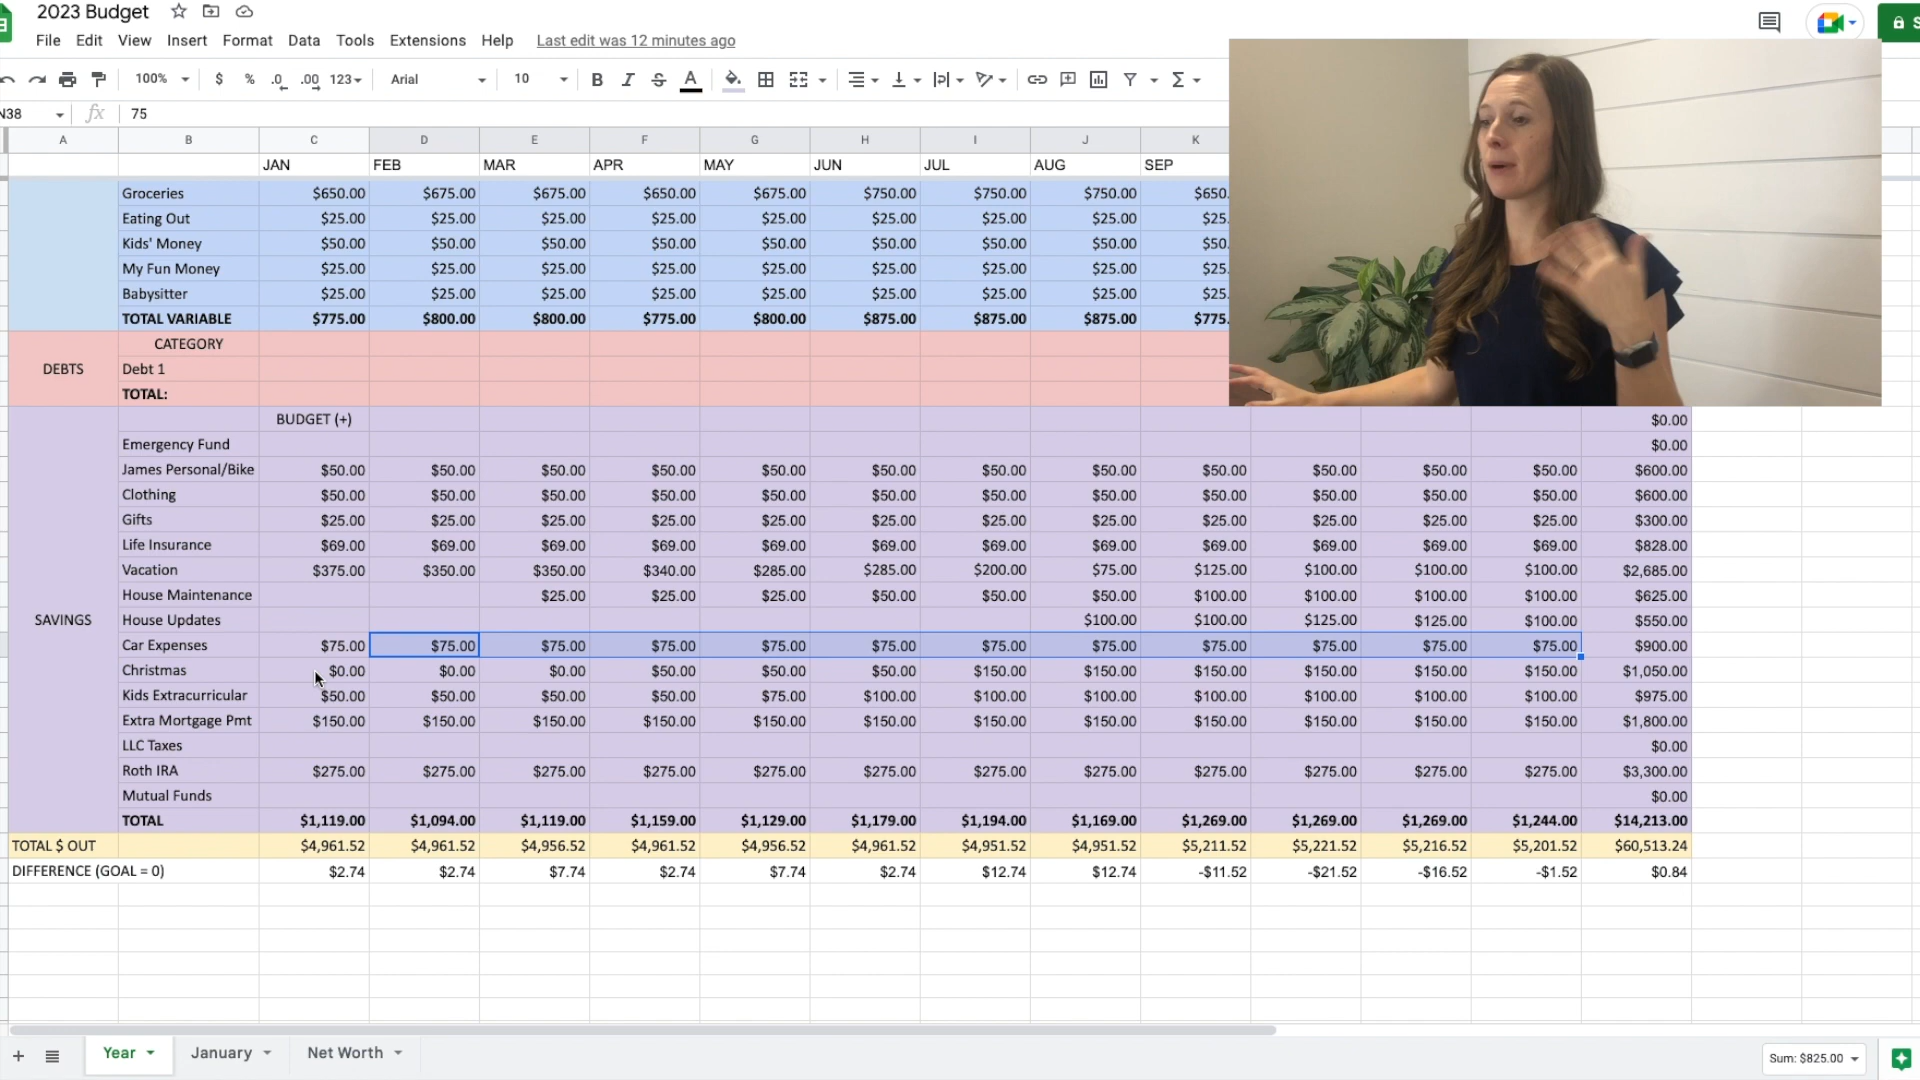 2023 Budget
File Edit View Insert Format Data Tools Extensions Help Last edit was 12 minutes ago
100% $ % .0 .00 123 Arial 10 B I S A
N38 fx 75
A B C D E F G H I J K
JAN FEB MAR APR MAY JUN JUL AUG SEP
Groceries $650.00 $675.00 $675.00 $650.00 $675.00 $750.00 $750.00 $750.00 $650.
Eating Out $25.00 $25.00 $25.00 $25.00 $25.00 $25.00 $25.00 $25.00 $25.
Kids' Money $50.00 $50.00 $50.00 $50.00 $50.00 $50.00 $50.00 $50.00 $50.
My Fun Money $25.00 $25.00 $25.00 $25.00 $25.00 $25.00 $25.00 $25.00 $25.
Babysitter $25.00 $25.00 $25.00 $25.00 $25.00 $25.00 $25.00 $25.00 $25.
TOTAL VARIABLE $775.00 $800.00 $800.00 $775.00 $800.00 $875.00 $875.00 $875.00 $775.
CATEGORY
DEBTS Debt 1
TOTAL:
BUDGET (+) $0.00
Emergency Fund $0.00
James Personal/Bike $50.00 $50.00 $50.00 $50.00 $50.00 $50.00 $50.00 $50.00 $50.00 $50.00 $50.00 $50.00 $600.00
Clothing $50.00 $50.00 $50.00 $50.00 $50.00 $50.00 $50.00 $50.00 $50.00 $50.00 $50.00 $50.00 $600.00
Gifts $25.00 $25.00 $25.00 $25.00 $25.00 $25.00 $25.00 $25.00 $25.00 $25.00 $25.00 $25.00 $300.00
Life Insurance $69.00 $69.00 $69.00 $69.00 $69.00 $69.00 $69.00 $69.00 $69.00 $69.00 $69.00 $69.00 $828.00
Vacation $375.00 $350.00 $350.00 $340.00 $285.00 $285.00 $200.00 $75.00 $125.00 $100.00 $100.00 $100.00 $2,685.00
House Maintenance $25.00 $25.00 $25.00 $50.00 $50.00 $50.00 $100.00 $100.00 $100.00 $100.00 $625.00
SAVINGS House Updates $100.00 $100.00 $125.00 $125.00 $100.00 $550.00
Car Expenses $75.00 $75.00 $75.00 $75.00 $75.00 $75.00 $75.00 $75.00 $75.00 $75.00 $75.00 $75.00 $900.00
Christmas $0.00 $0.00 $0.00 $50.00 $50.00 $50.00 $150.00 $150.00 $150.00 $150.00 $150.00 $150.00 $1,050.00
Kids Extracurricular $50.00 $50.00 $50.00 $50.00 $75.00 $100.00 $100.00 $100.00 $100.00 $100.00 $100.00 $100.00 $975.00
Extra Mortgage Pmt $150.00 $150.00 $150.00 $150.00 $150.00 $150.00 $150.00 $150.00 $150.00 $150.00 $150.00 $150.00 $1,800.00
LLC Taxes $0.00
Roth IRA $275.00 $275.00 $275.00 $275.00 $275.00 $275.00 $275.00 $275.00 $275.00 $275.00 $275.00 $275.00 $3,300.00
Mutual Funds $0.00
TOTAL $1,119.00 $1,094.00 $1,119.00 $1,159.00 $1,129.00 $1,179.00 $1,194.00 $1,169.00 $1,269.00 $1,269.00 $1,269.00 $1,244.00 $14,213.00
TOTAL $ OUT $4,961.52 $4,961.52 $4,956.52 $4,961.52 $4,956.52 $4,961.52 $4,951.52 $4,951.52 $5,211.52 $5,221.52 $5,216.52 $5,201.52 $60,513.24
DIFFERENCE (GOAL = 0) $2.74 $2.74 $7.74 $2.74 $7.74 $2.74 $12.74 $12.74 -$11.52 -$21.52 -$16.52 -$1.52 $0.84
Year January Net Worth Sum: $825.00